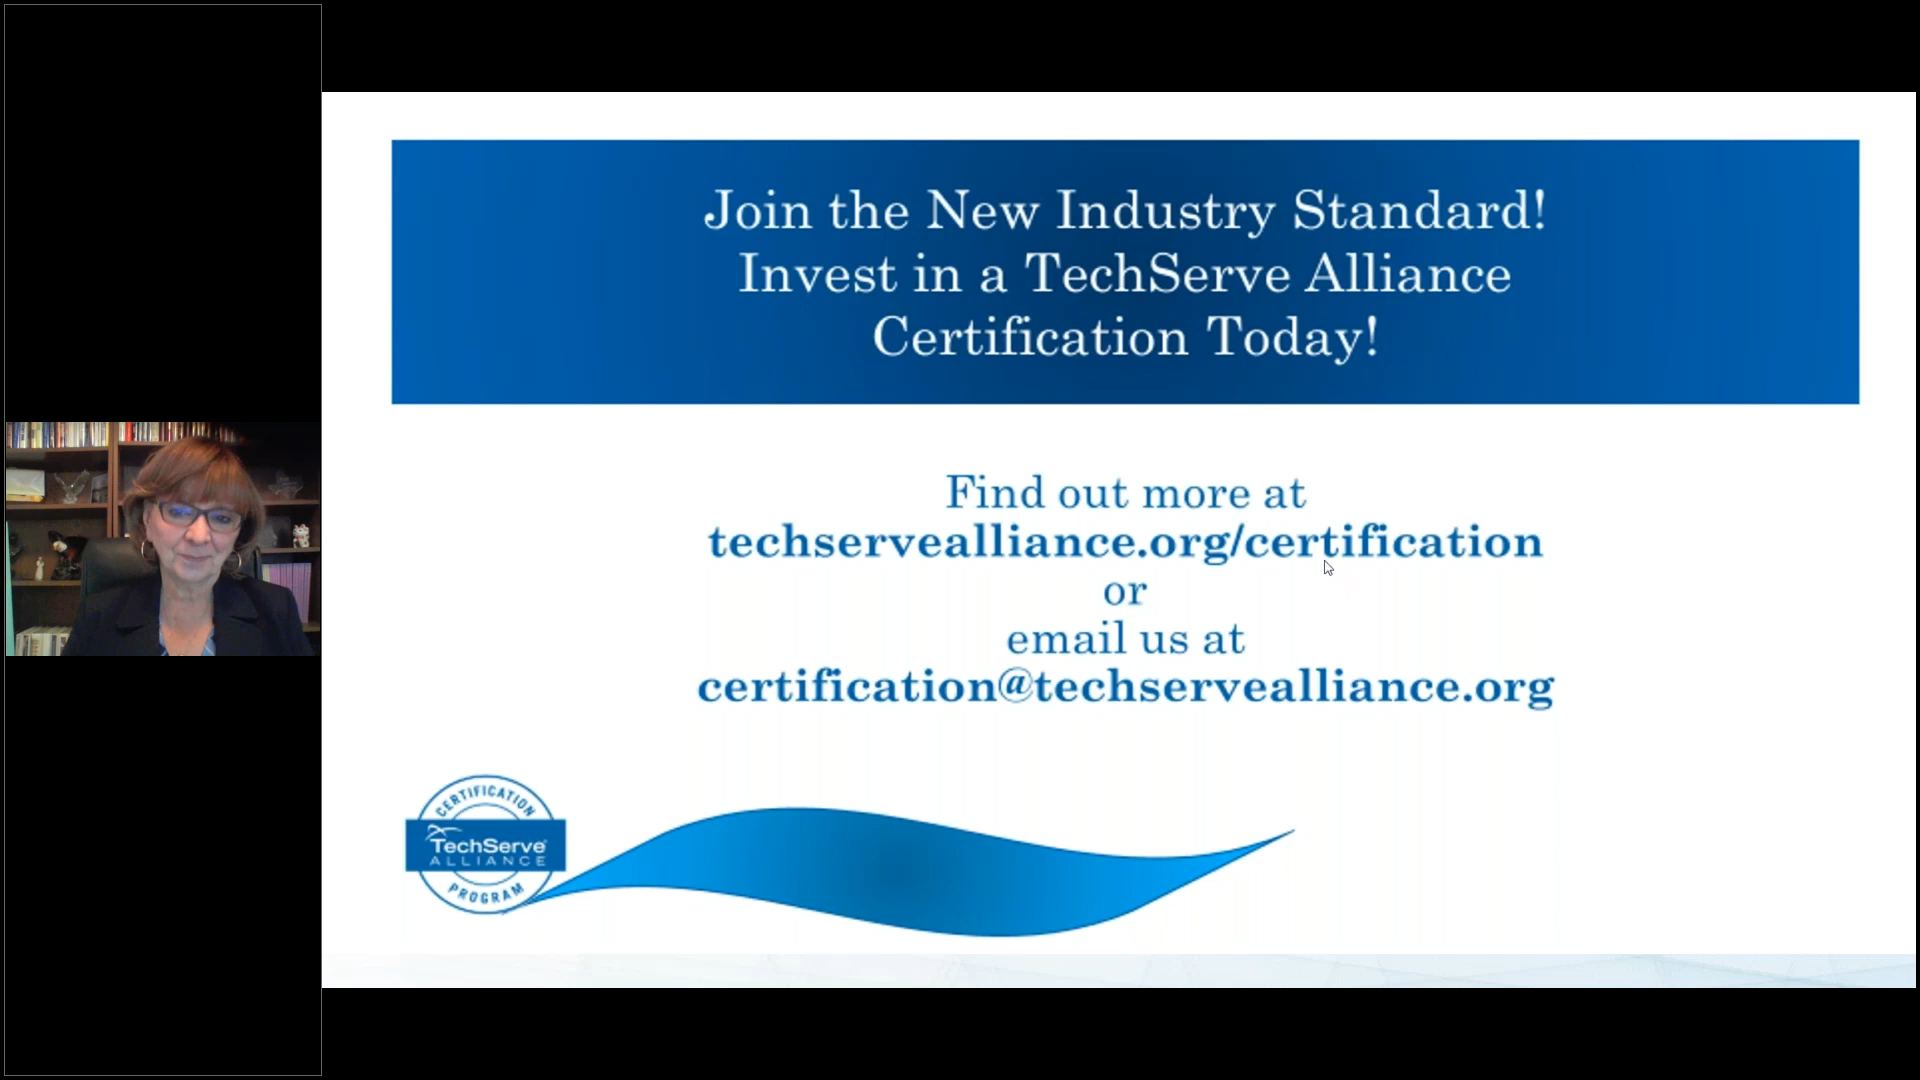 Join the New Industry Standard!
Invest in a TechServe Alliance
Certification Today!
Find out more at
techservealliance.org/certification
or
email us at
certification@techservealliance.org
CERTIFICATION
TechServe
ALLIANCE
PROGRAM